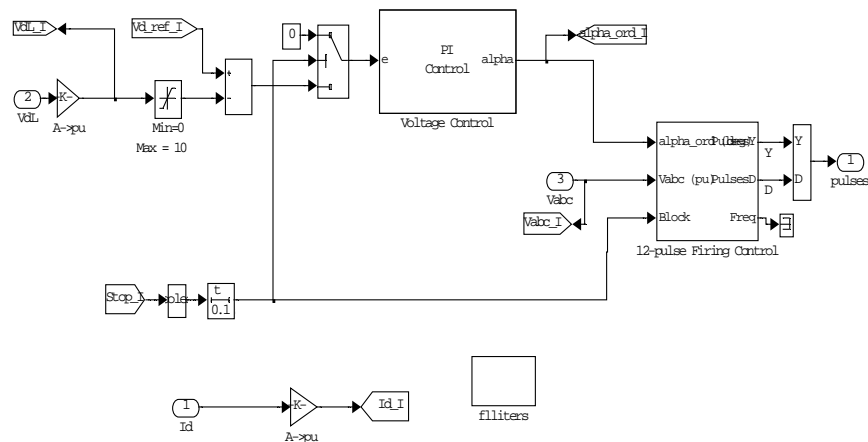 VdL_I
Vd_ref_I
0
alpha_ord_I
PI
Control
e
alpha
Voltage Control
+
-
2
VdL
-K-
A->pu
Min=0
Max = 10
alpha_ord (deg)
PulsesY
Y
Y
1
pulses
3
Vabc
Vabc (pu)
PulsesD
D
D
Vabc_I
Block
Freq
12-pulse Firing Control
Stop_I
t
0.1
1
Id
-K-
A->pu
Id_I
flliters